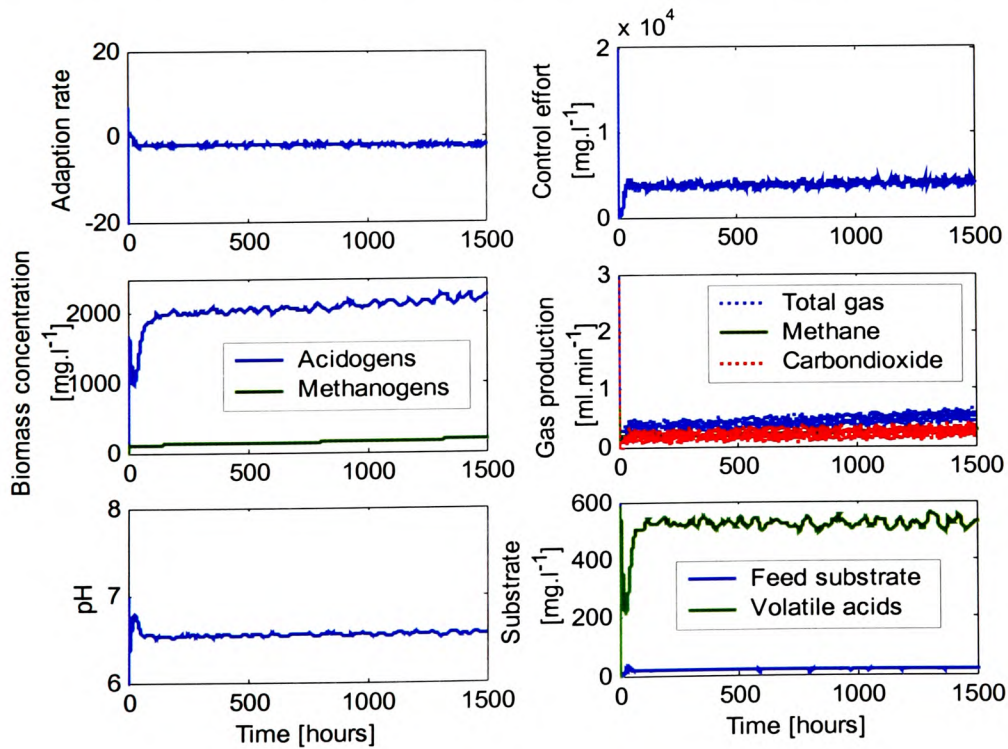 20
0
-20
Adaption rate
0
500
1000
1500
x 10⁴
2
1
0
Control effort
[mg.l⁻¹]
0
500
1000
1500
2000
1000
0
Biomass concentration
[mg.l⁻¹]
Acidogens
Methanogens
0
500
1000
1500
3
2
1
0
Gas production
[ml.min⁻¹]
Total gas
Methane
Carbondioxide
0
500
1000
1500
8
7
6
pH
0
500
1000
1500
Time [hours]
600
400
200
0
Substrate
[mg.l⁻¹]
Feed substrate
Volatile acids
0
500
1000
1500
Time [hours]